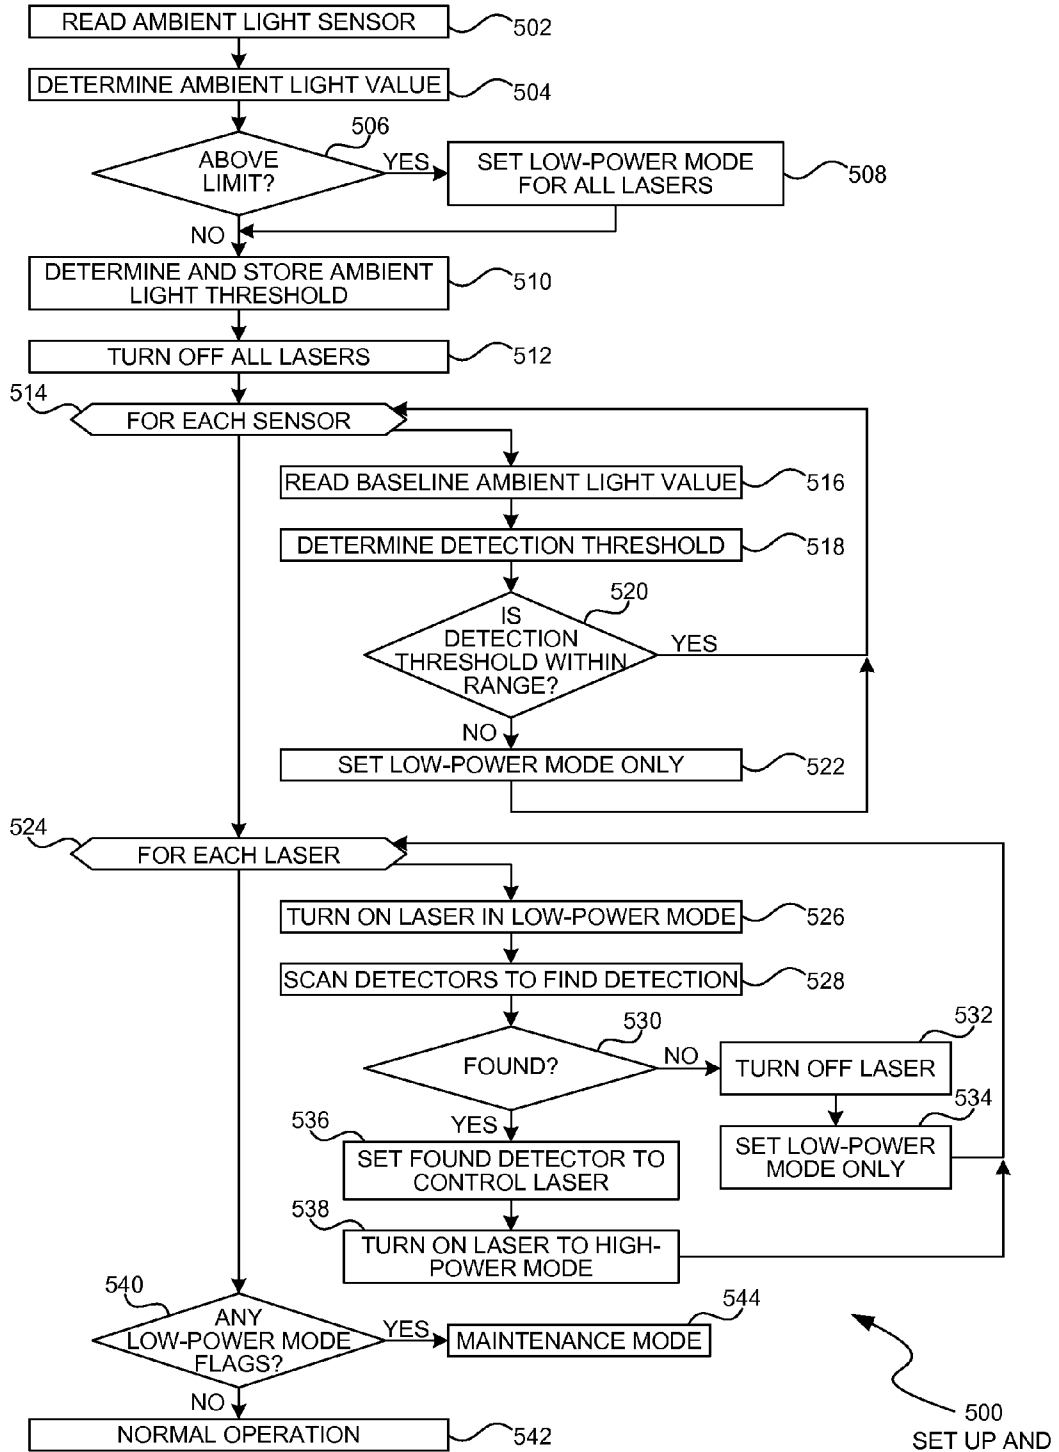 READ AMBIENT LIGHT SENSOR
502
DETERMINE AMBIENT LIGHT VALUE
504
506
ABOVE
LIMIT?
YES
SET LOW-POWER MODE
FOR ALL LASERS
508
NO
DETERMINE AND STORE AMBIENT
LIGHT THRESHOLD
510
TURN OFF ALL LASERS
512
514
FOR EACH SENSOR
READ BASELINE AMBIENT LIGHT VALUE
516
DETERMINE DETECTION THRESHOLD
518
520
IS
DETECTION
THRESHOLD WITHIN
RANGE?
YES
NO
SET LOW-POWER MODE ONLY
522
524
FOR EACH LASER
TURN ON LASER IN LOW-POWER MODE
526
SCAN DETECTORS TO FIND DETECTION
528
530
FOUND?
NO
532
TURN OFF LASER
534
SET LOW-POWER
MODE ONLY
YES
536
SET FOUND DETECTOR TO
CONTROL LASER
538
TURN ON LASER TO HIGH-
POWER MODE
540
ANY
LOW-POWER MODE
FLAGS?
YES
544
MAINTENANCE MODE
NO
NORMAL OPERATION
542
500
SET UP AND